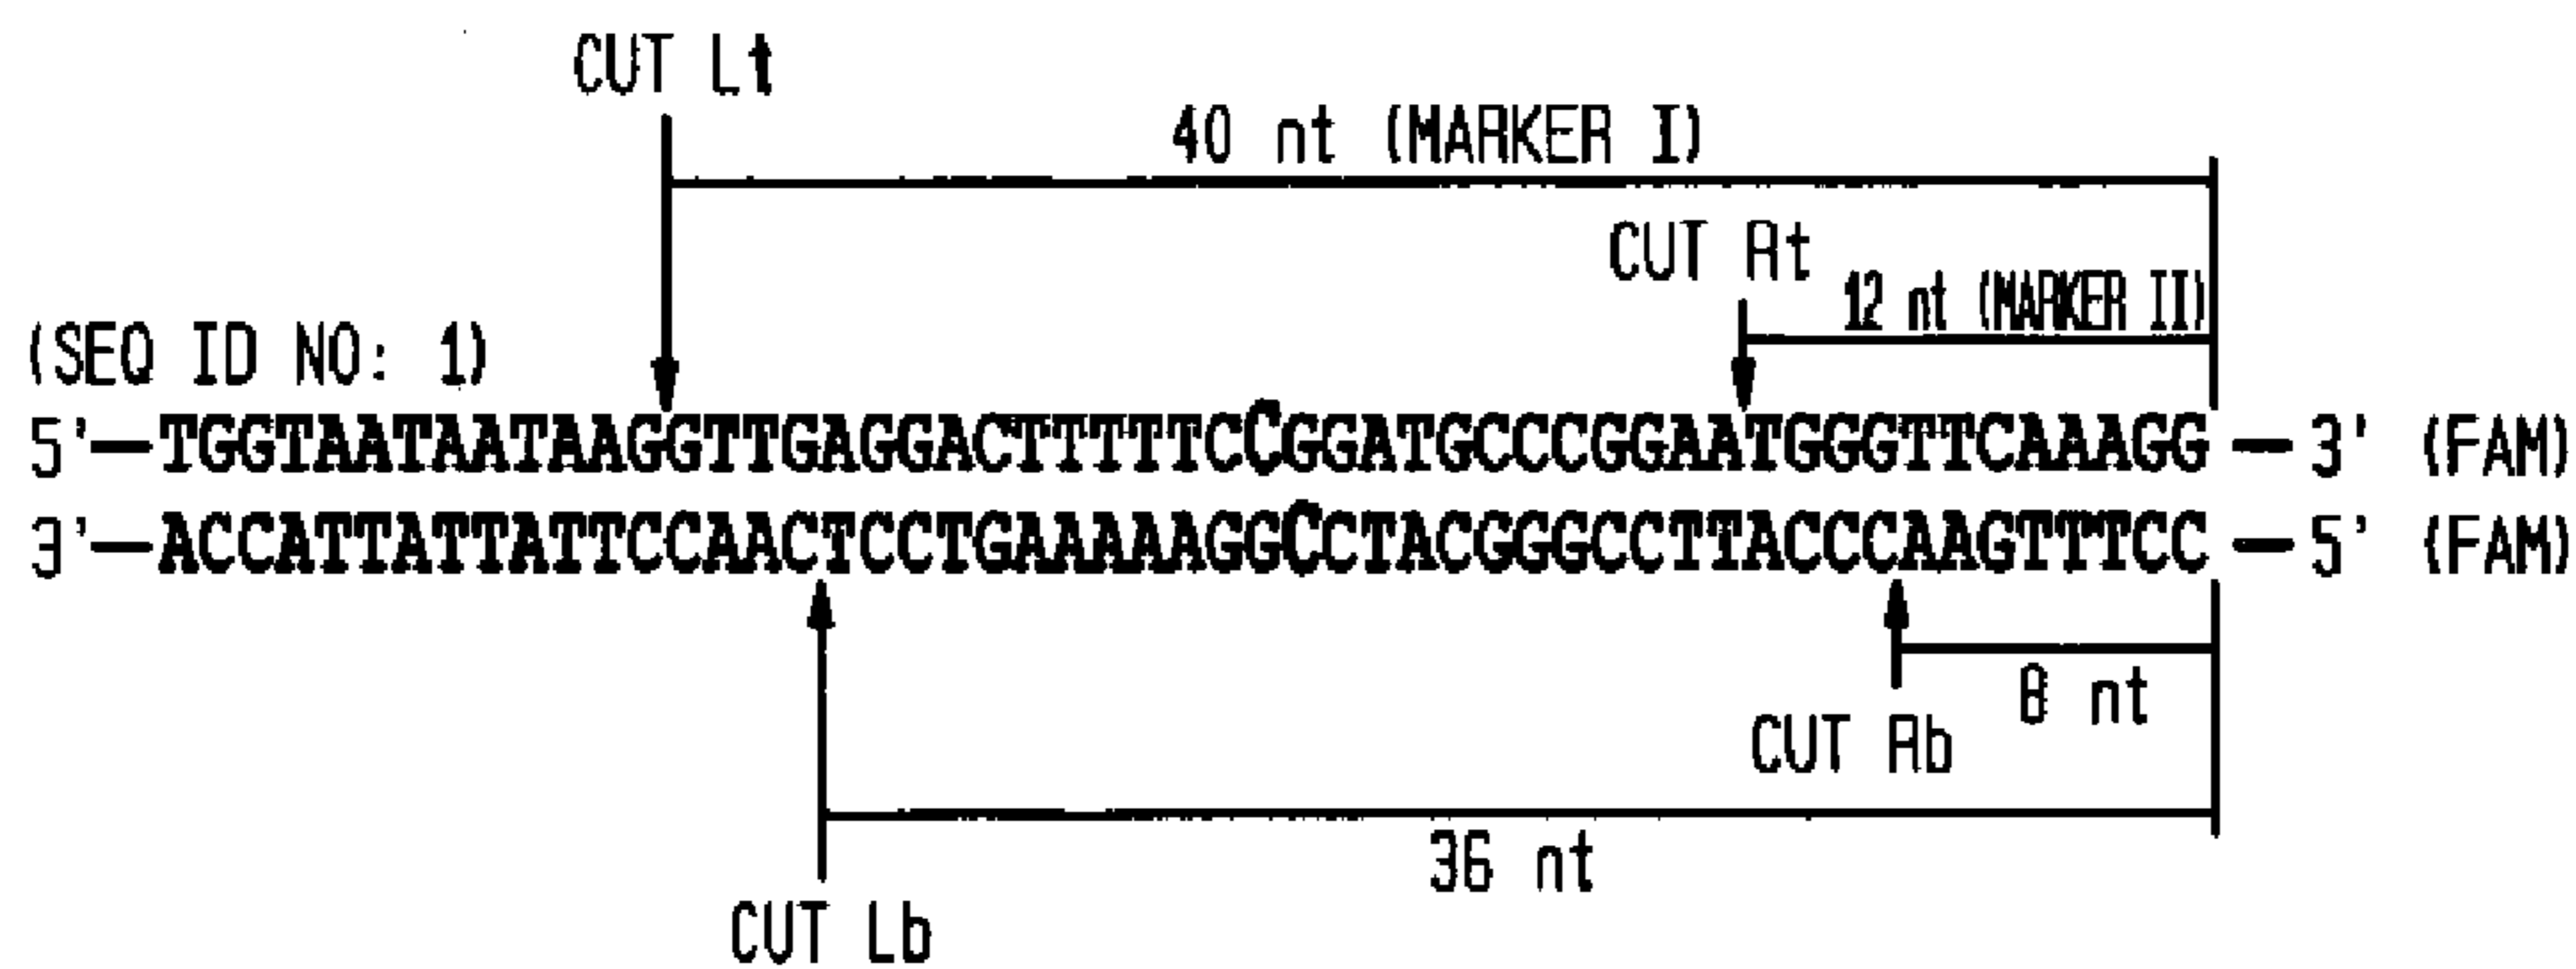 CUT Lt
40 nt (MARKER I)
CUT Rt
12 nt (MARKER II)
(SEQ ID NO: 1)
5'—TGGTAATAATAAGGTTGAGGACTTTTTCCGGATGCCCGGAATGGGTTCAAAGG—3' (FAM)
3'—ACCATTATTATTCCAACTCCTGAAAAAGGCCTACGGGCCTTACCCAAGTTTCC—5' (FAM)
8 nt
CUT Rb
36 nt
CUT Lb